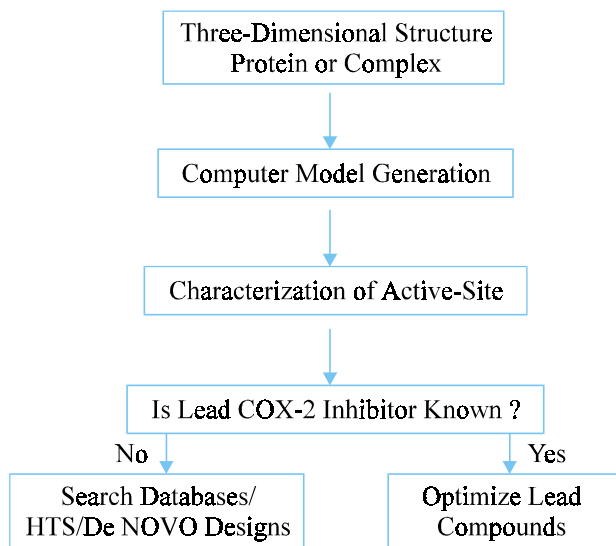 Three-Dimensional Structure
Protein or Complex
Computer Model Generation
Characterization of Active-Site
Is Lead COX-2 Inhibitor Known ?
No
Yes
Search Databases/
HTS/De NOVO Designs
Optimize Lead
Compounds